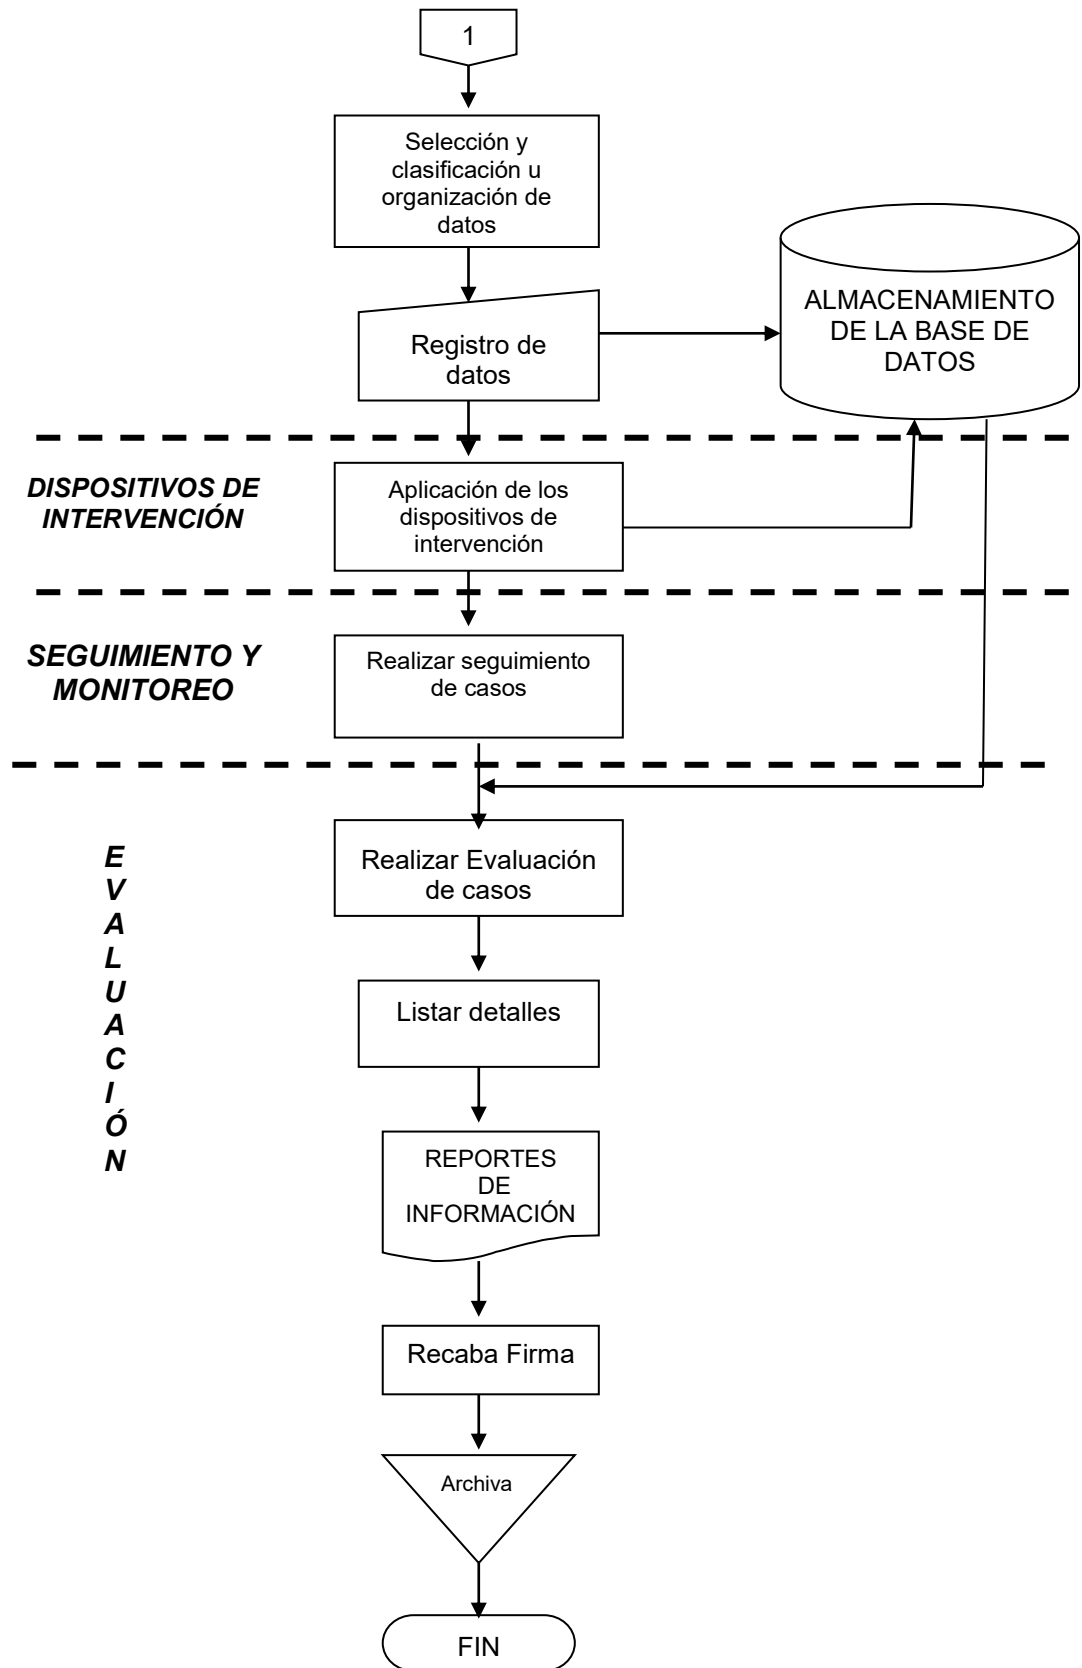 1
Selección y
clasificación u
organización de
datos
Registro de
datos
ALMACENAMIENTO
DE LA BASE DE
DATOS
DISPOSITIVOS DE
INTERVENCIÓN
Aplicación de los
dispositivos de
intervención
SEGUIMIENTO Y
MONITOREO
Realizar seguimiento
de casos
E
V
A
L
U
A
C
I
Ó
N
Realizar Evaluación
de casos
Listar detalles
REPORTES
DE
INFORMACIÓN
Recaba Firma
Archiva
FIN